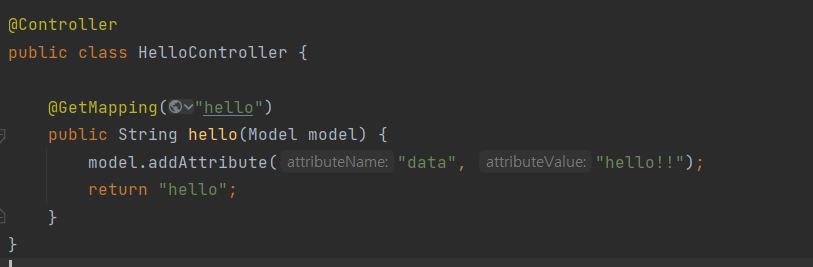 @Controller
public class HelloController {
@GetMapping("hello")
public String hello(Model model) {
model.addAttribute( attributeName: "data", attributeValue: "hello!!");
return "hello";
}
}